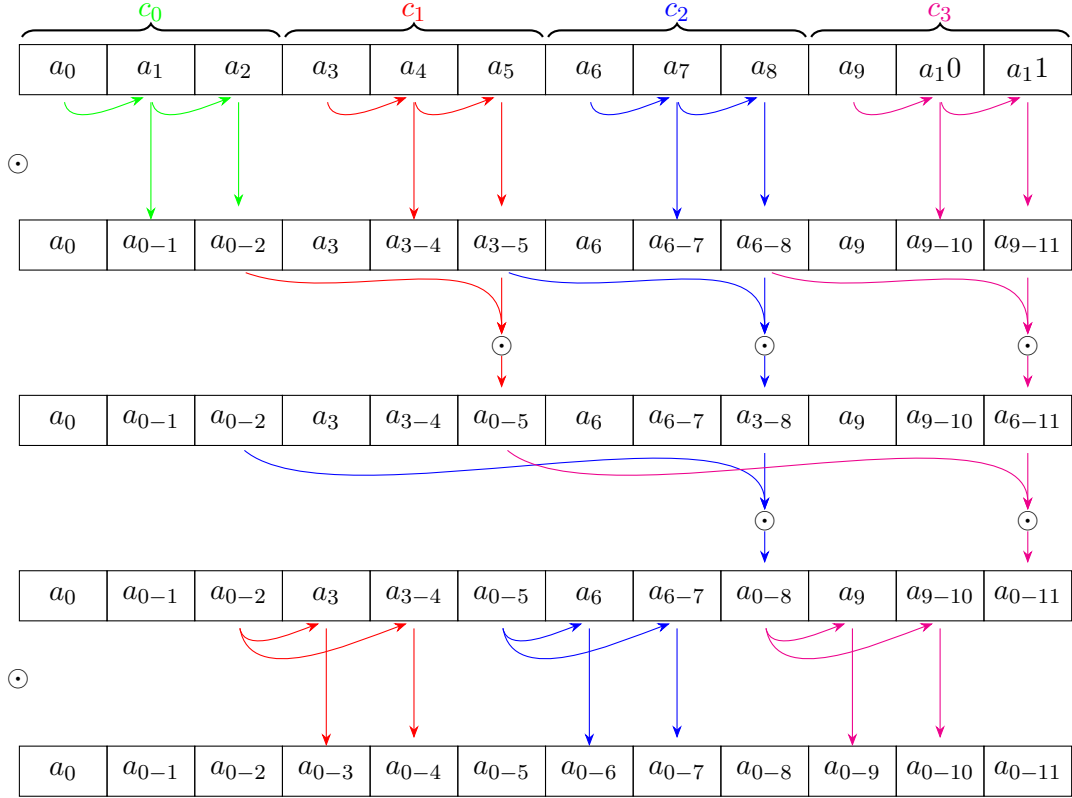 c₀ c₁ c₂ c₃
a₀ a₁ a₂ a₃ a₄ a₅ a₆ a₇ a₈ a₉ a₁0 a₁1
⊙
a₀ a₀₋₁ a₀₋₂ a₃ a₃₋₄ a₃₋₅ a₆ a₆₋₇ a₆₋₈ a₉ a₉₋₁₀ a₉₋₁₁
⊙ ⊙ ⊙
a₀ a₀₋₁ a₀₋₂ a₃ a₃₋₄ a₀₋₅ a₆ a₆₋₇ a₃₋₈ a₉ a₉₋₁₀ a₆₋₁₁
⊙ ⊙
a₀ a₀₋₁ a₀₋₂ a₃ a₃₋₄ a₀₋₅ a₆ a₆₋₇ a₀₋₈ a₉ a₉₋₁₀ a₀₋₁₁
⊙
a₀ a₀₋₁ a₀₋₂ a₀₋₃ a₀₋₄ a₀₋₅ a₀₋₆ a₀₋₇ a₀₋₈ a₀₋₉ a₀₋₁₀ a₀₋₁₁